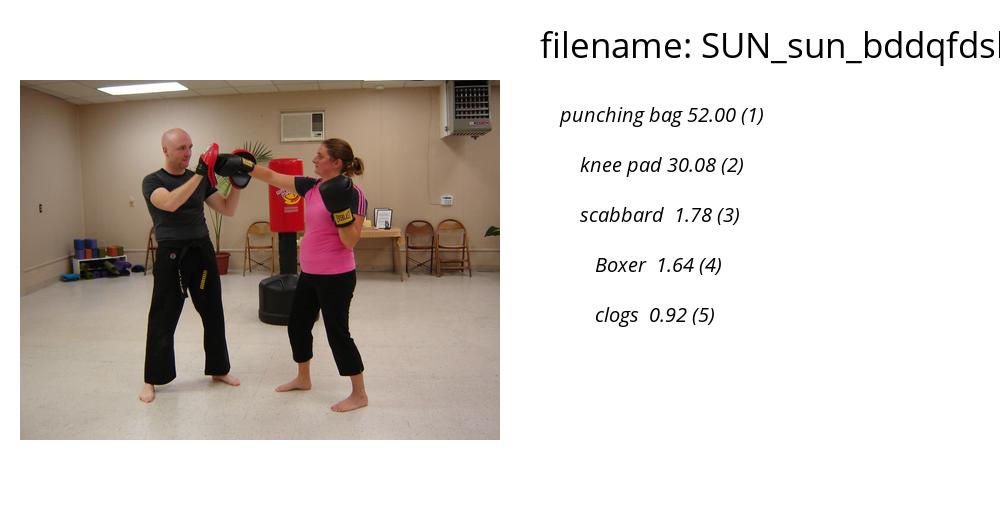 filename: SUN_sun_bddqfds
punching bag 52.00 (1)
knee pad 30.08 (2)
scabbard 1.78 (3)
Boxer 1.64 (4)
clogs 0.92 (5)